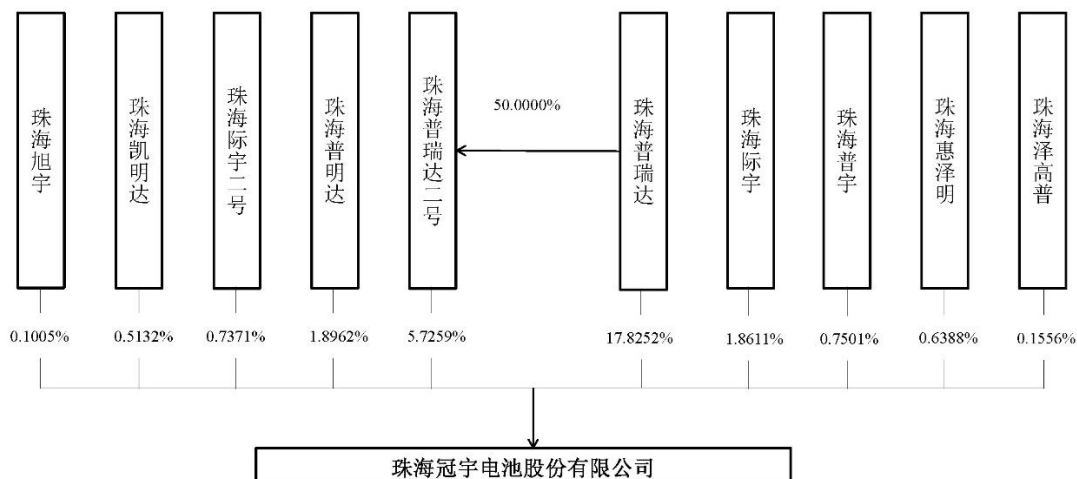 珠海旭宇
珠海凯明达
珠海际宇二号
珠海普明达
珠海普瑞达二号
50.0000%
珠海普瑞达
珠海际宇
珠海普宇
珠海惠泽明
珠海泽高普
0.1005%
0.5132%
0.7371%
1.8962%
5.7259%
17.8252%
1.8611%
0.7501%
0.6388%
0.1556%
珠海冠宇电池股份有限公司